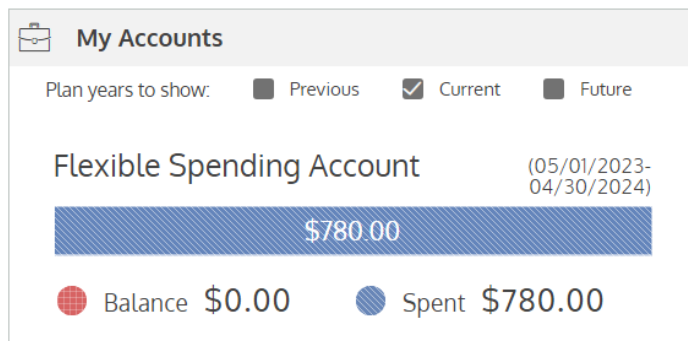 My Accounts
Plan years to show: Previous Current Future
Flexible Spending Account (05/01/2023-
04/30/2024)
$780.00
Balance $0.00 Spent $780.00